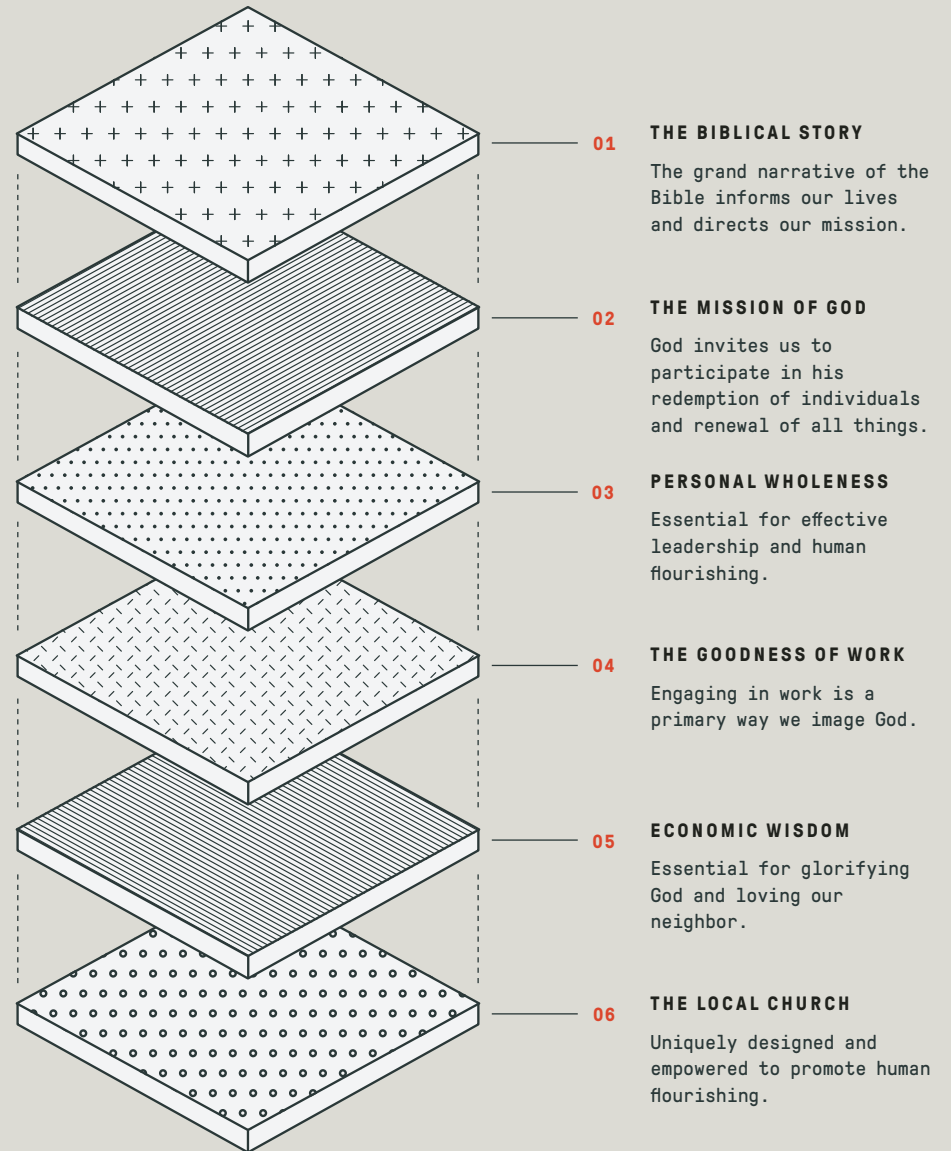 01
THE BIBLICAL STORY
The grand narrative of the
Bible informs our lives
and directs our mission.
02
THE MISSION OF GOD
God invites us to
participate in his
redemption of individuals
and renewal of all things.
03
PERSONAL WHOLENESS
Essential for effective
leadership and human
flourishing.
04
THE GOODNESS OF WORK
Engaging in work is a
primary way we image God.
05
ECONOMIC WISDOM
Essential for glorifying
God and loving our
neighbor.
06
THE LOCAL CHURCH
Uniquely designed and
empowered to promote human
flourishing.